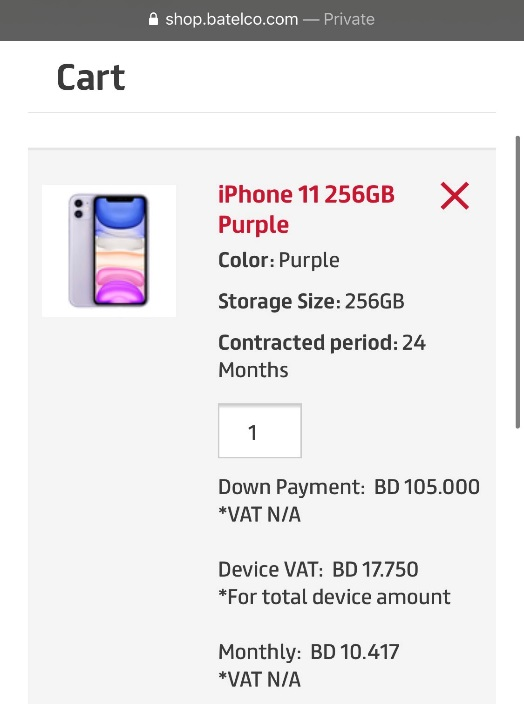 shop.batelco.com — Private
Cart
iPhone 11 256GB
Purple
Color: Purple
Storage Size: 256GB
Contracted period: 24
Months
1
Down Payment: BD 105.000
*VAT N/A
Device VAT: BD 17.750
*For total device amount
Monthly: BD 10.417
*VAT N/A